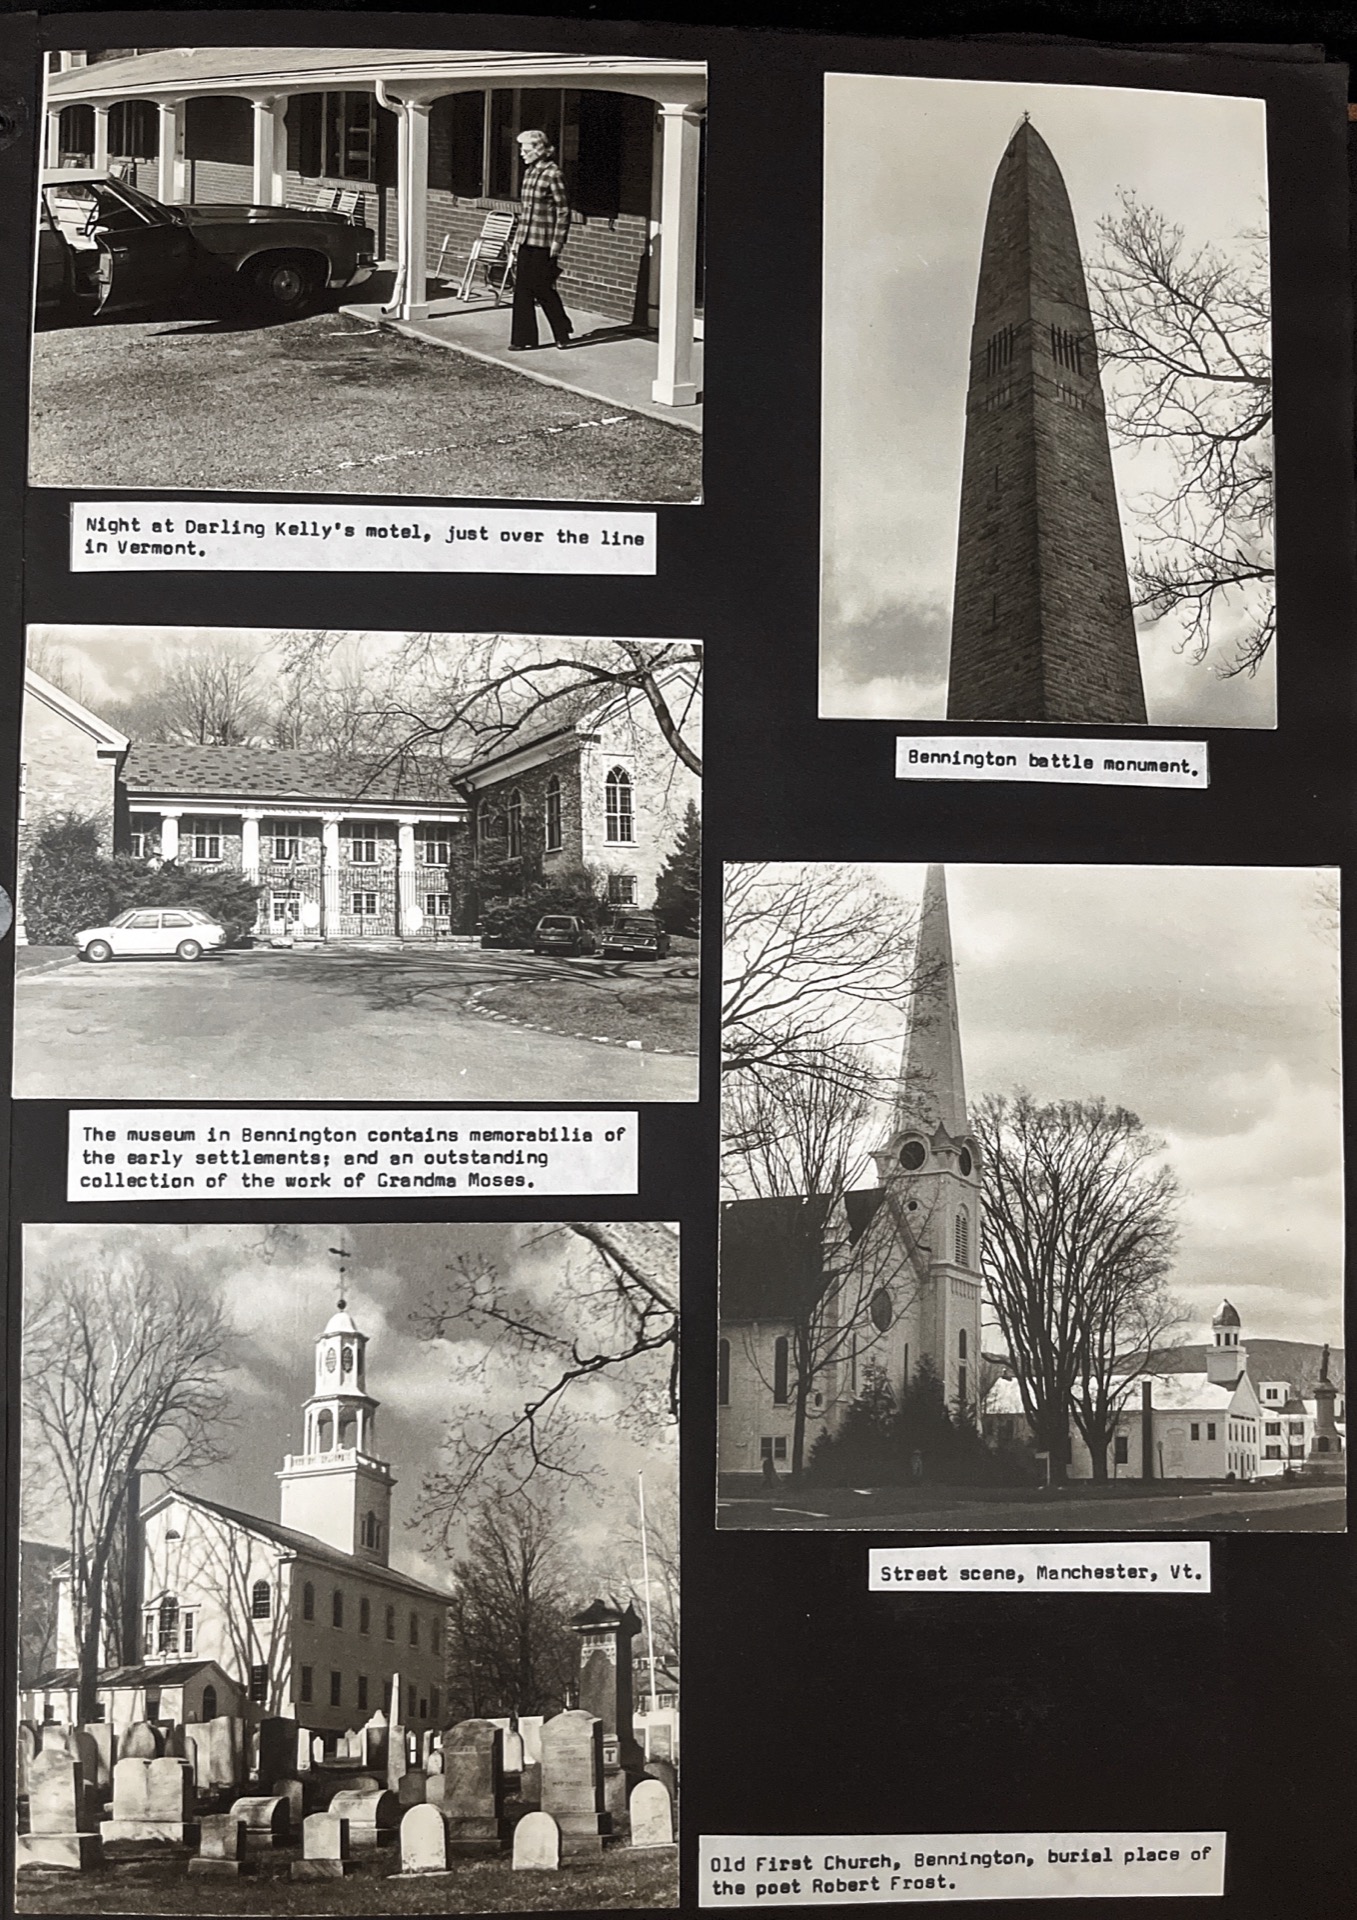 Night at Darling Kelly's motel, just over the line
in Vermont.
Bennington battle monument.
The museum in Bennington contains memorabilia of
the early settlements; and an outstanding
collection of the work of Grandma Moses.
Street scene, Manchester, Vt.
Old First Church, Bennington, burial place of
the poet Robert Frost.